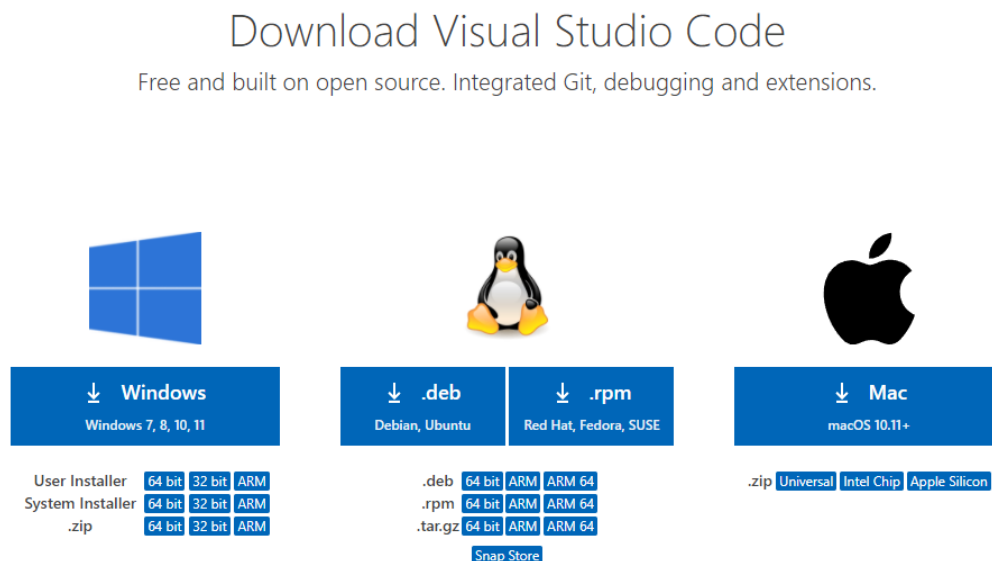 Download Visual Studio Code
Free and built on open source. Integrated Git, debugging and extensions.
Windows
Windows 7, 8, 10, 11
User Installer 64 bit 32 bit ARM
System Installer 64 bit 32 bit ARM
.zip 64 bit 32 bit ARM
.deb
Debian, Ubuntu
.rpm
Red Hat, Fedora, SUSE
.deb 64 bit ARM ARM 64
.rpm 64 bit ARM ARM 64
.tar.gz 64 bit ARM ARM 64
Snap Store
Mac
macOS 10.11+
.zip Universal Intel Chip Apple Silicon